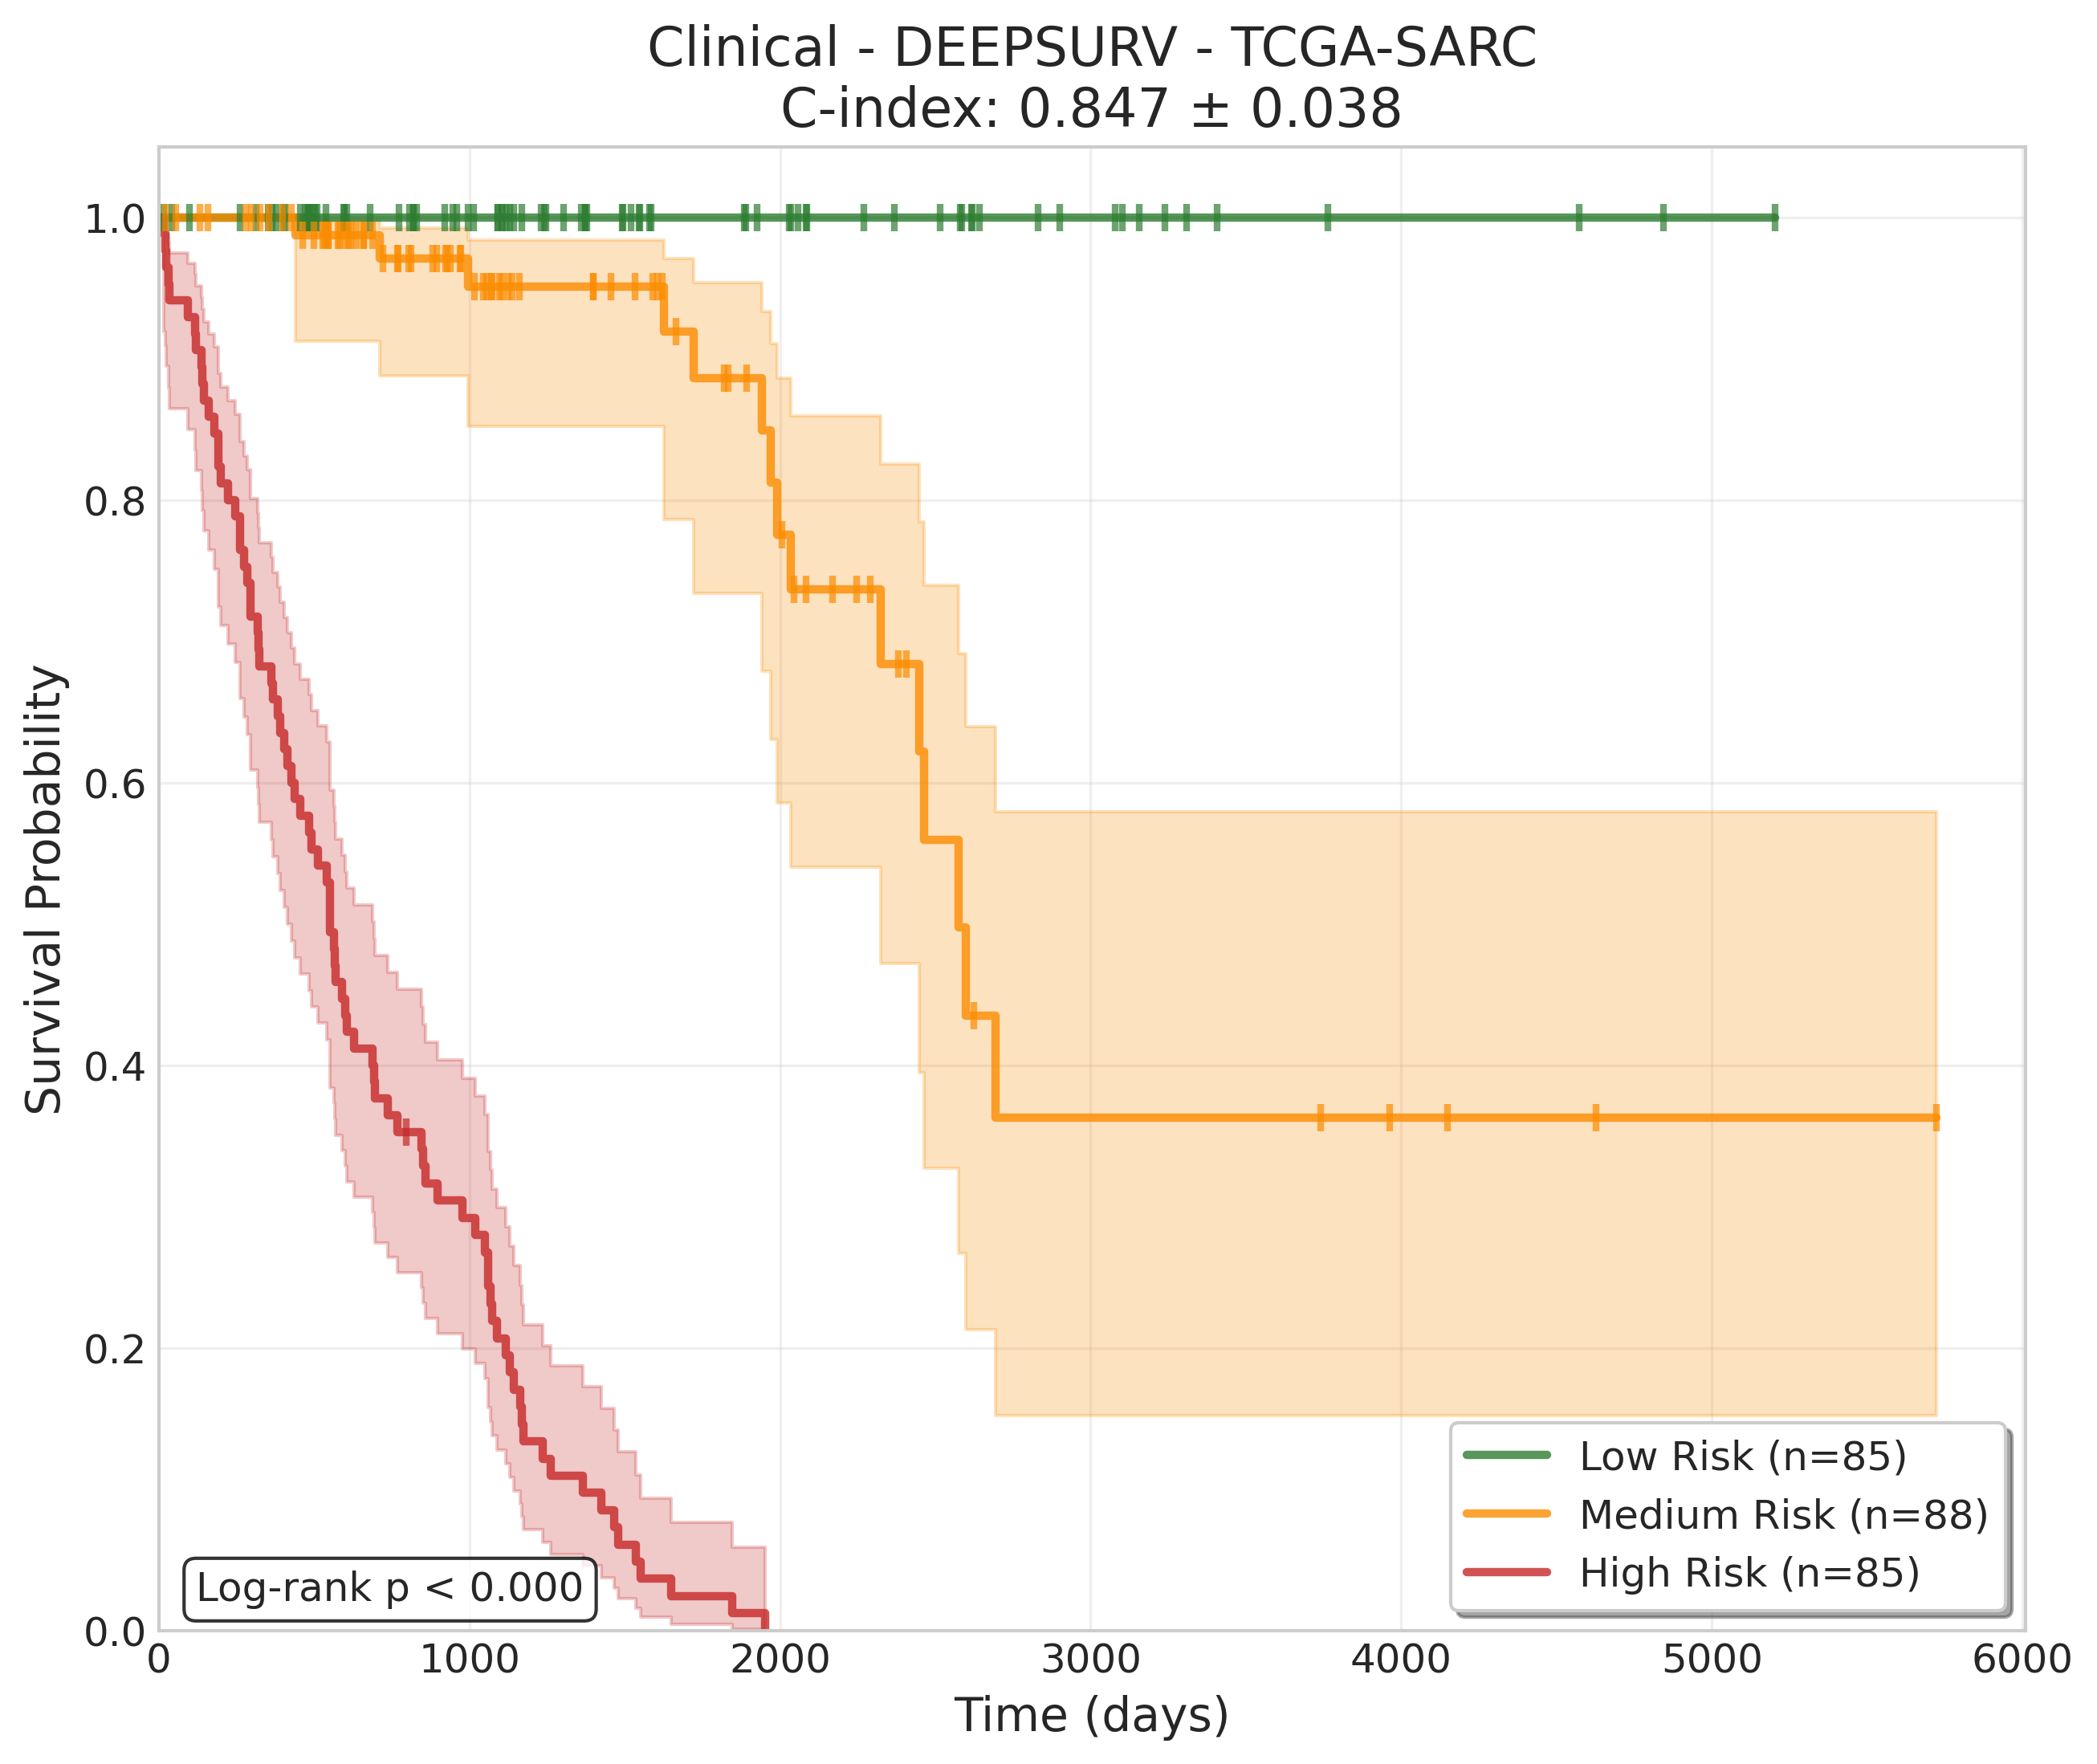 Clinical - DEEPSURV - TCGA-SARC
C-index: 0.847 ± 0.038
Survival Probability
1.0
0.8
0.6
0.4
0.2
0.0
0 1000 2000 3000 4000 5000 6000
Time (days)
Log-rank p < 0.000
Low Risk (n=85)
Medium Risk (n=88)
High Risk (n=85)